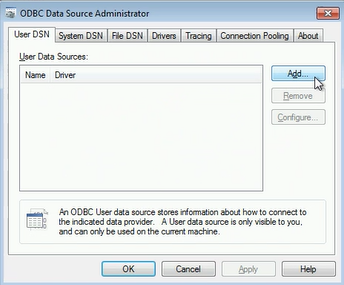 ODBC Data Source Administrator
User DSN System DSN File DSN Drivers Tracing Connection Pooling About
User Data Sources:
Name Driver
Add...
Remove
Configure...
An ODBC User data source stores information about how to connect to
the indicated data provider. A User data source is only visible to you,
and can only be used on the current machine.
OK Cancel Apply Help